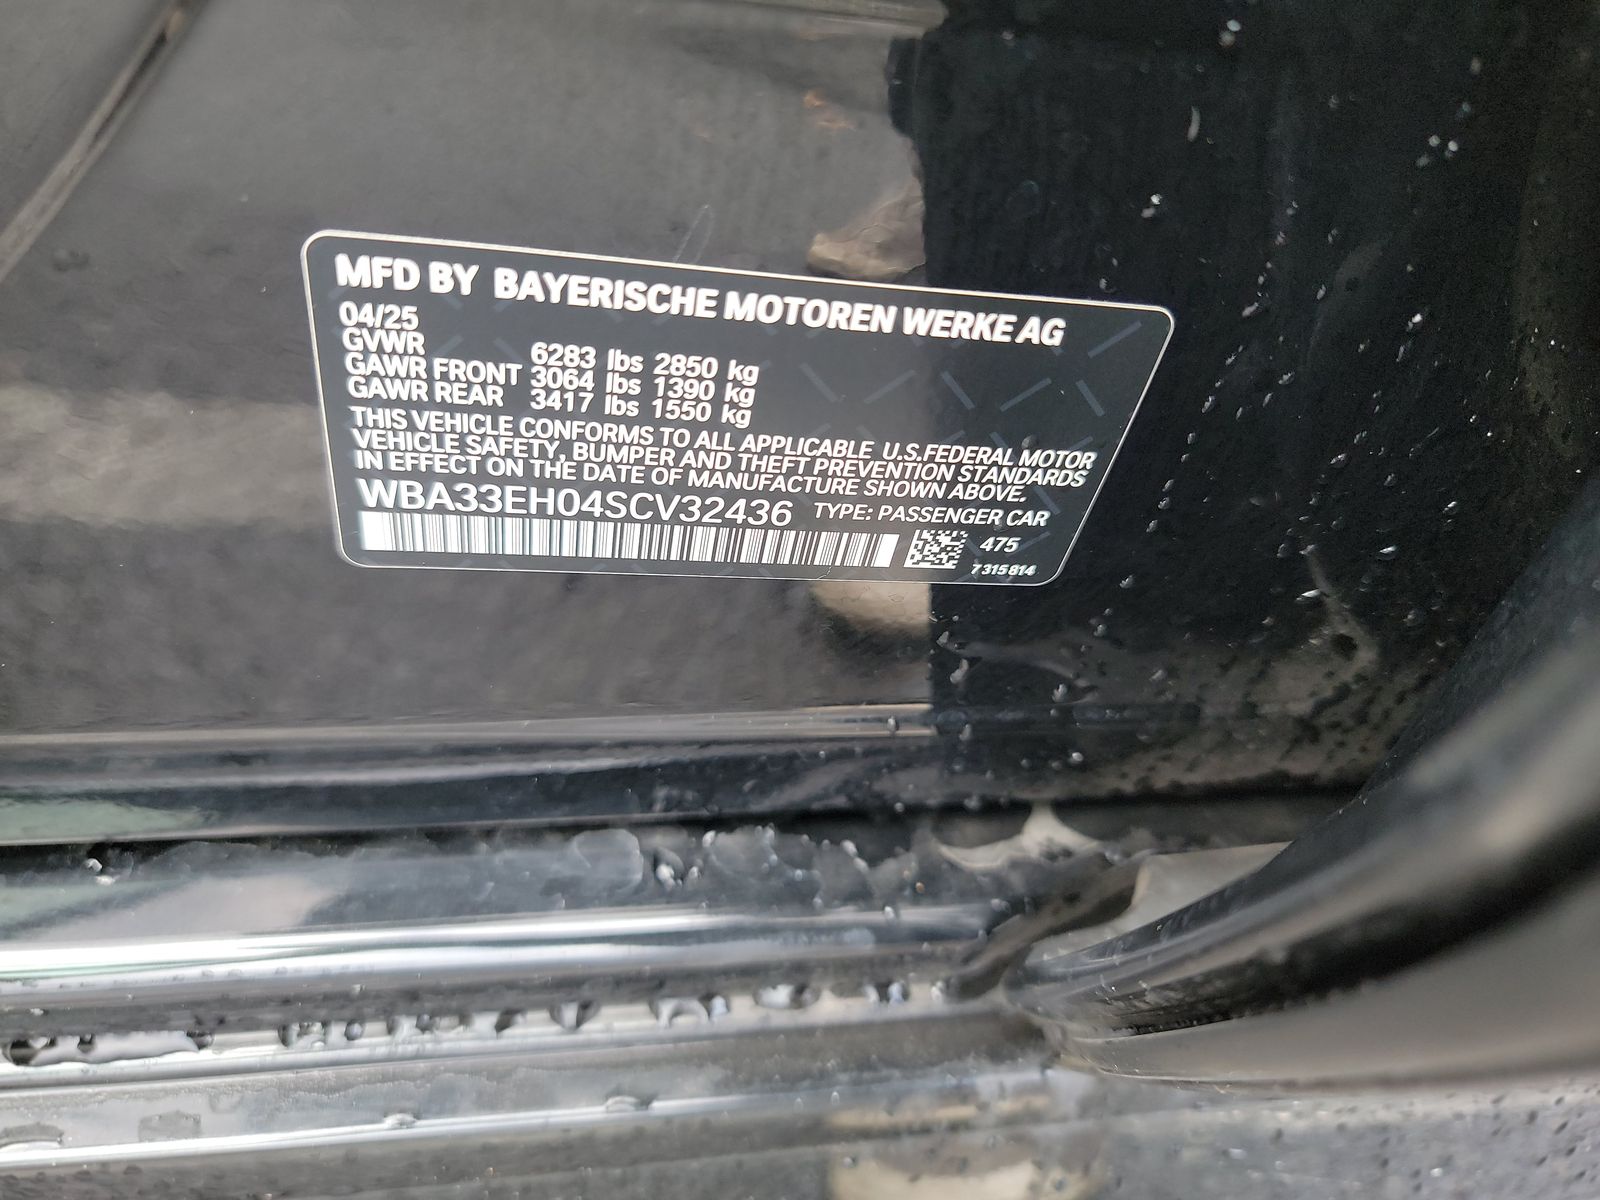 MFD BY BAYERISCHE MOTOREN WERKE AG
04/25
GVWR 6283 lbs 2850 kg
GAWR FRONT 3064 lbs 1390 kg
GAWR REAR 3417 lbs 1550 kg
THIS VEHICLE CONFORMS TO ALL APPLICABLE U.S.FEDERAL MOTOR
VEHICLE SAFETY, BUMPER AND THEFT PREVENTION STANDARDS
IN EFFECT ON THE DATE OF MANUFACTURE SHOWN ABOVE.
WBA33EH04SCV32436 TYPE: PASSENGER CAR
475
7315814